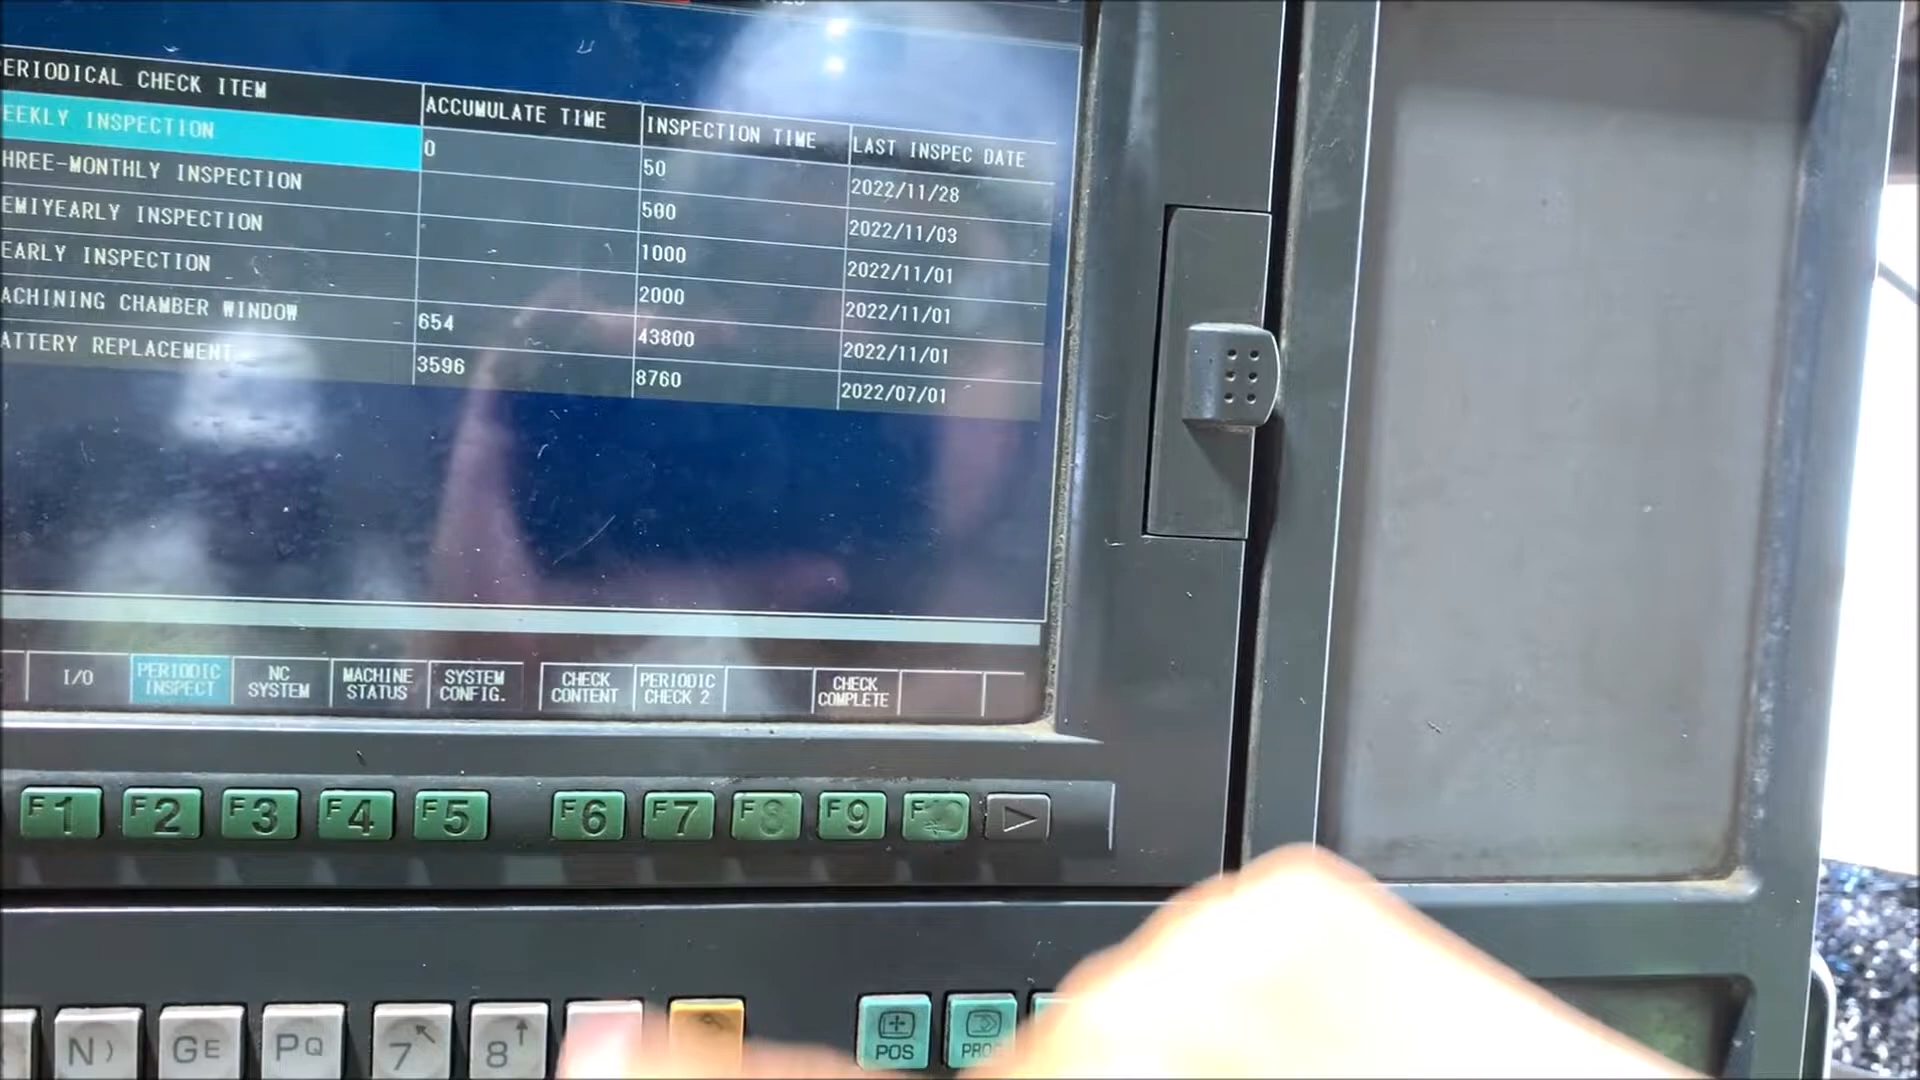 ERIODICAL CHECK ITEM ACCUMULATE TIME INSPECTION TIME LAST INSPEC DATE
EEKLY INSPECTION 0 50 2022/11/28
HREE-MONTHLY INSPECTION 500 2022/11/03
EMIYEARLY INSPECTION 1000 2022/11/01
EARLY INSPECTION 2000 2022/11/01
ACHINING CHAMBER WINDOW 654 43800 2022/11/01
ATTERY REPLACEMENT 3596 8760 2022/07/01
I/O
PERIODIC
INSPECT
NC
SYSTEM
MACHINE
STATUS
SYSTEM
CONFIG.
CHECK
CONTENT
PERIODIC
CHECK 2
CHECK
COMPLETE
F1 F2 F3 F4 F5 F6 F7 F8 F9 F10
N) GE PQ 7 8 POS PROG